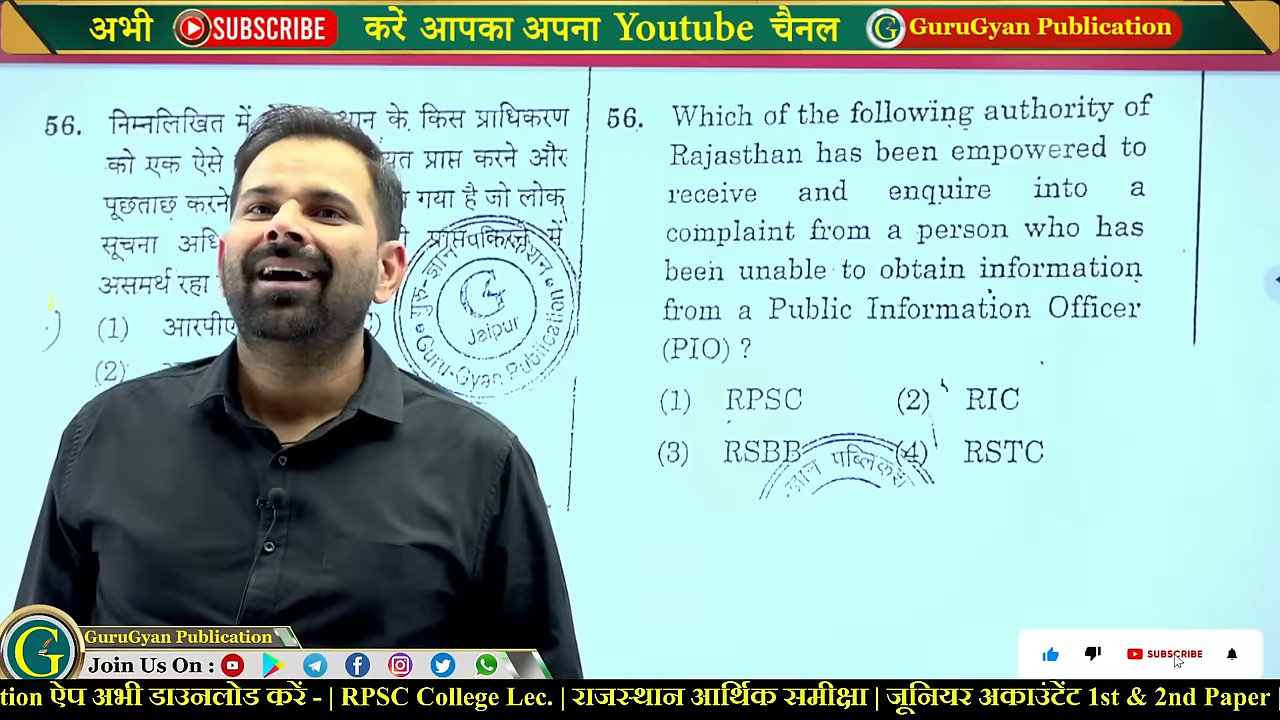 अभी SUBSCRIBE करें आपका अपना Youtube चैनल GuruGyan Publication
56. निम्नलिखित में के किस प्राधिकरण
को एक ऐसे प्राप्त करने और
पूछताछ करने गया है जो लोक
सूचना में
असमर्थ रहा
(1)
(2)
गुरु-ज्ञान पब्लिकेशन
Jaipur
Guru-Gyan Publication
56. Which of the following authority of
Rajasthan has been empowered to
receive and enquire into a
complaint from a person who has
been unable to obtain information
from a Public Information Officer
(PIO) ?
(1) RPSC (2) RIC
(3) RSBB (4) RSTC
ज्ञान पब्लिकेश
G GuruGyan Publication
Join Us On :
SUBSCRIBE
tion ऐप अभी डाउनलोड करें - | RPSC College Lec. | राजस्थान आर्थिक समीक्षा | जूनियर अकाउंटेंट 1st & 2nd Paper